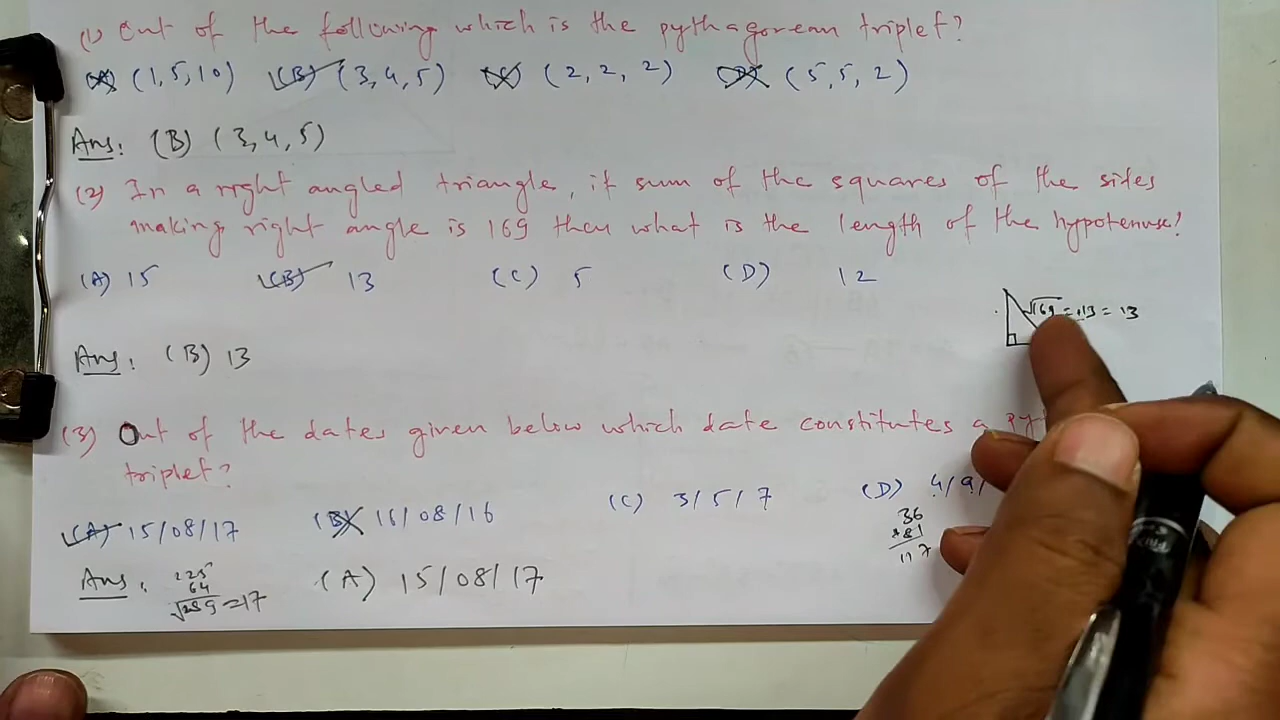 (1) Out of the following which is the pythagorean triplet?
(A) (1,5,10) (B) (3,4,5) (C) (2,2,2) (D) (5,5,2)
Ans: (B) (3,4,5)
(2) In a right angled triangle, if sum of the squares of the sides
making right angle is 169 then what is the length of the hypotenuse?
(A) 15 (B) 13 (C) 5 (D) 12
√169 = 13 = 13
Ans: (B) 13
(3) Out of the dates given below which date constitutes a
triplet?
(A) 15/08/17 (B) 16/08/16 (C) 3/5/7 (D) 4/9/
36
81
117
Ans: (A) 15/08/17
225
64
√289=17